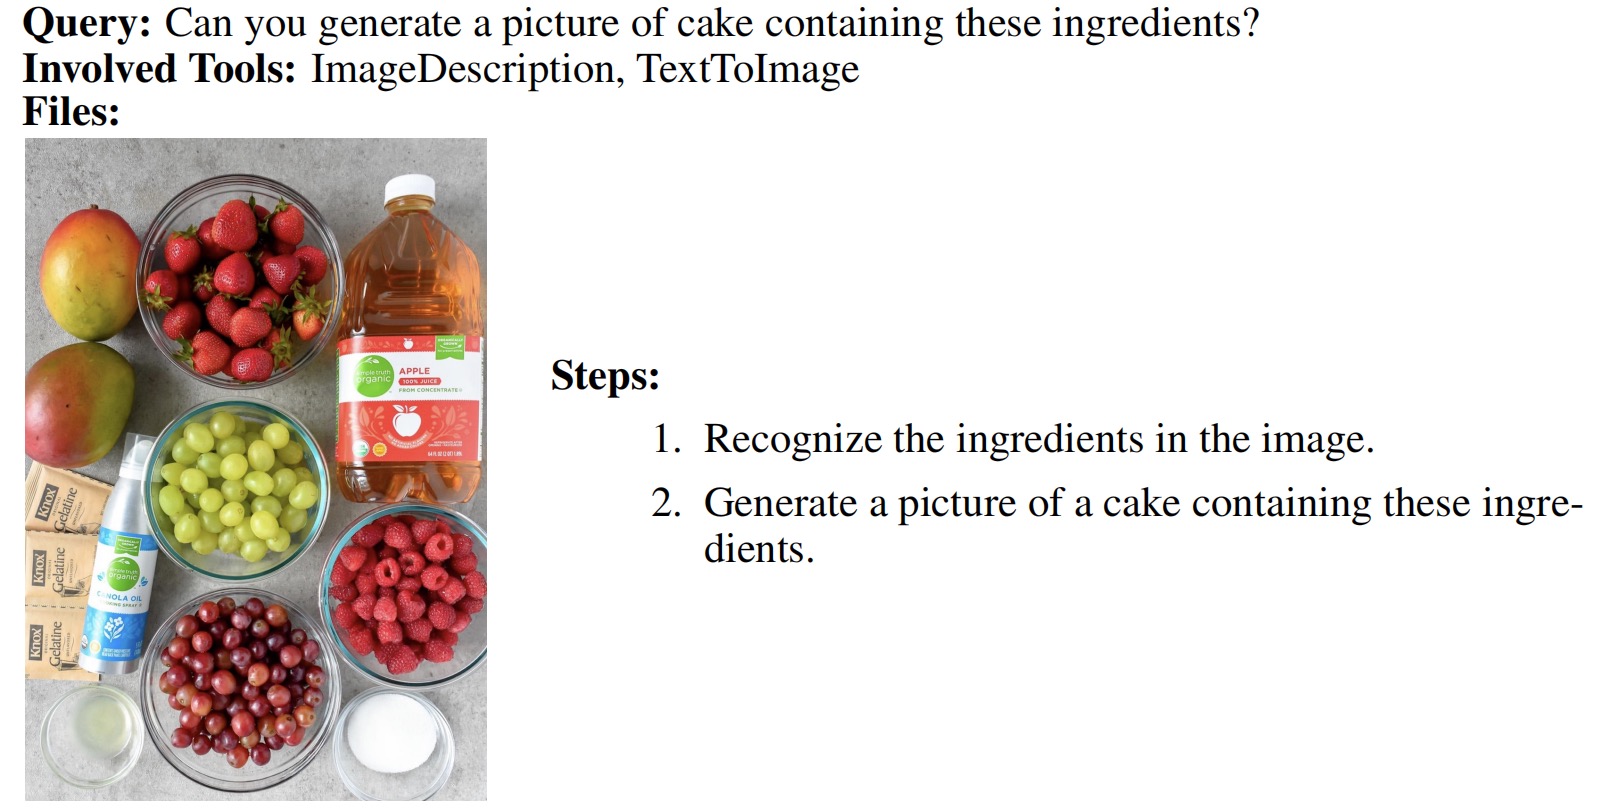 Query: Can you generate a picture of cake containing these ingredients?
Involved Tools: ImageDescription, TextToImage
Files:
simple truth
organic
APPLE
100% JUICE
FROM CONCENTRATE
Steps:
1. Recognize the ingredients in the image.
2. Generate a picture of a cake containing these ingre-
dients.
KNOX
Gelatine
KNOX
Gelatine
KNOX
Gelatine
simple truth
organic
CANOLA OIL